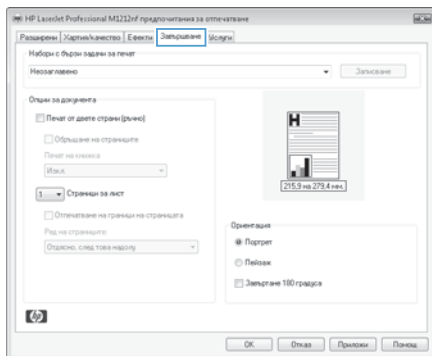 HP LaserJet Professional M1212nf предпочитания за отпечатване
Разширени Хартия/качество Ефекти Завършване Услуги
Набори с бързи задачи за печат
Неозаглавено
Записване
Опции за документа
Печат от двете страни (ръчно)
Обръщане на страниците
Печат на книжка:
Изкл.
1 Страници за лист
Отпечатване на граници на страницата
Ред на страниците:
Отдясно, след това надолу
H
215,9 на 279,4 мм.
Ориентация
Портрет
Пейзаж
Завъртане 180 градуса
hp
OK Отказ Приложи Помощ